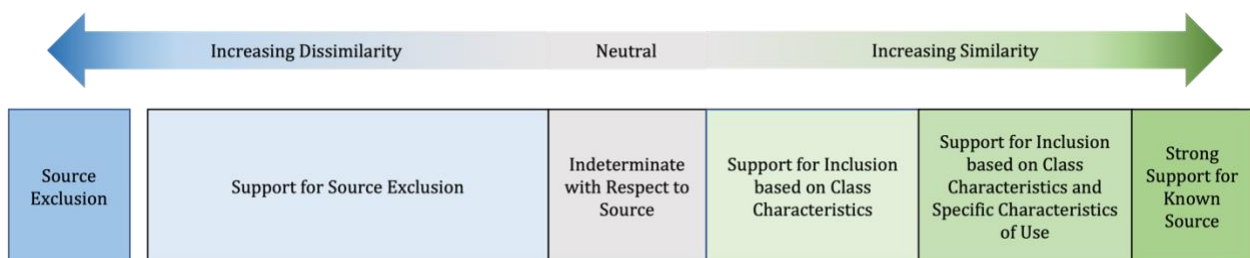 Increasing Dissimilarity
Neutral
Increasing Similarity
Source
Exclusion
Support for Source Exclusion
Indeterminate
with Respect to
Source
Support for Inclusion
based on Class
Characteristics
Support for Inclusion
based on Class
Characteristics and
Specific Characteristics
of Use
Strong
Support for
Known
Source